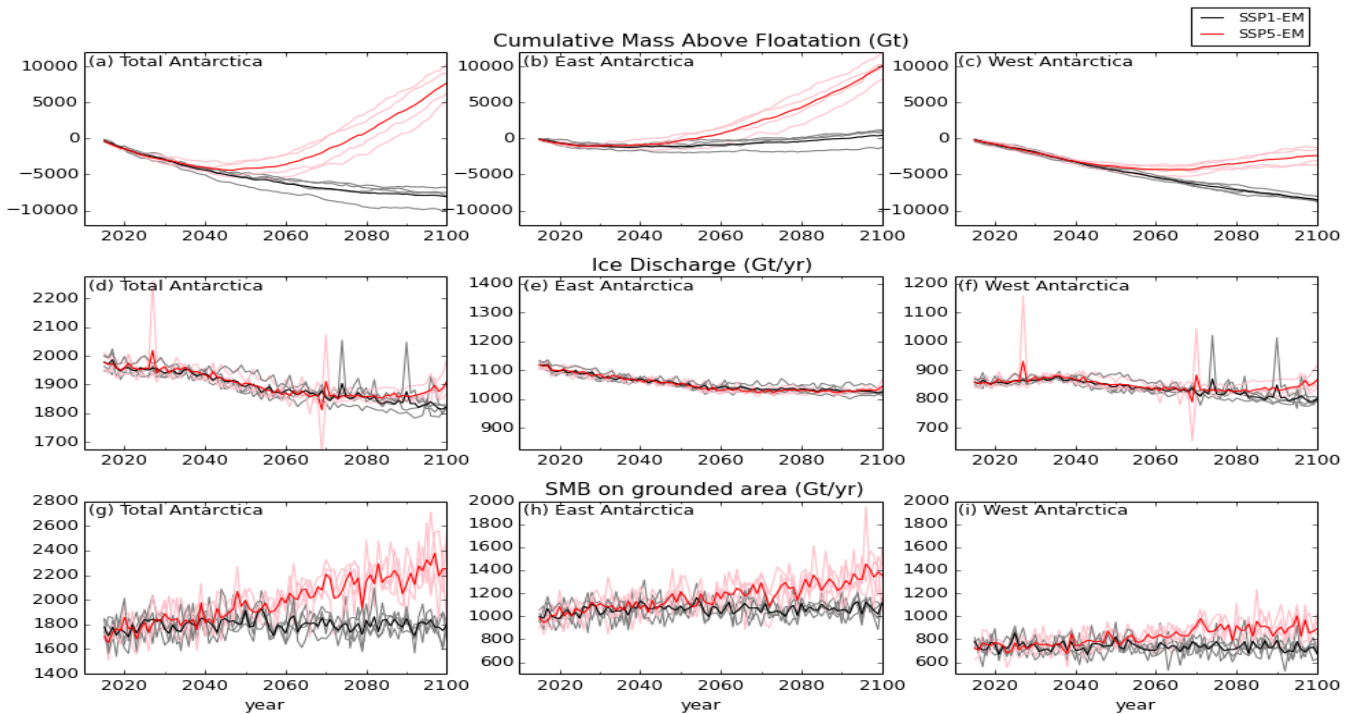 SSP1-EM
SSP5-EM
Cumulative Mass Above Floatation (Gt)
(a) Total Antarctica (b) East Antarctica (c) West Antarctica
10000 10000 10000
5000 5000 5000
0 0 0
−5000 −5000 −5000
−10000 −10000 −10000
2020 2040 2060 2080 2100 2020 2040 2060 2080 2100 2020 2040 2060 2080 2100
Ice Discharge (Gt/yr)
(d) Total Antarctica (e) East Antarctica (f) West Antarctica
2200 1400 1200
2100 1300 1100
2000 1200 1000
1900 1100 900
1800 1000 800
1700 900 700
2020 2040 2060 2080 2100 2020 2040 2060 2080 2100 2020 2040 2060 2080 2100
SMB on grounded area (Gt/yr)
(g) Total Antarctica (h) East Antarctica (i) West Antarctica
2800 2000 2000
2600 1800 1800
2400 1600 1600
2200 1400 1400
2000 1200 1200
1800 1000 1000
1600 800 800
1400 600 600
2020 2040 2060 2080 2100 2020 2040 2060 2080 2100 2020 2040 2060 2080 2100
year year year